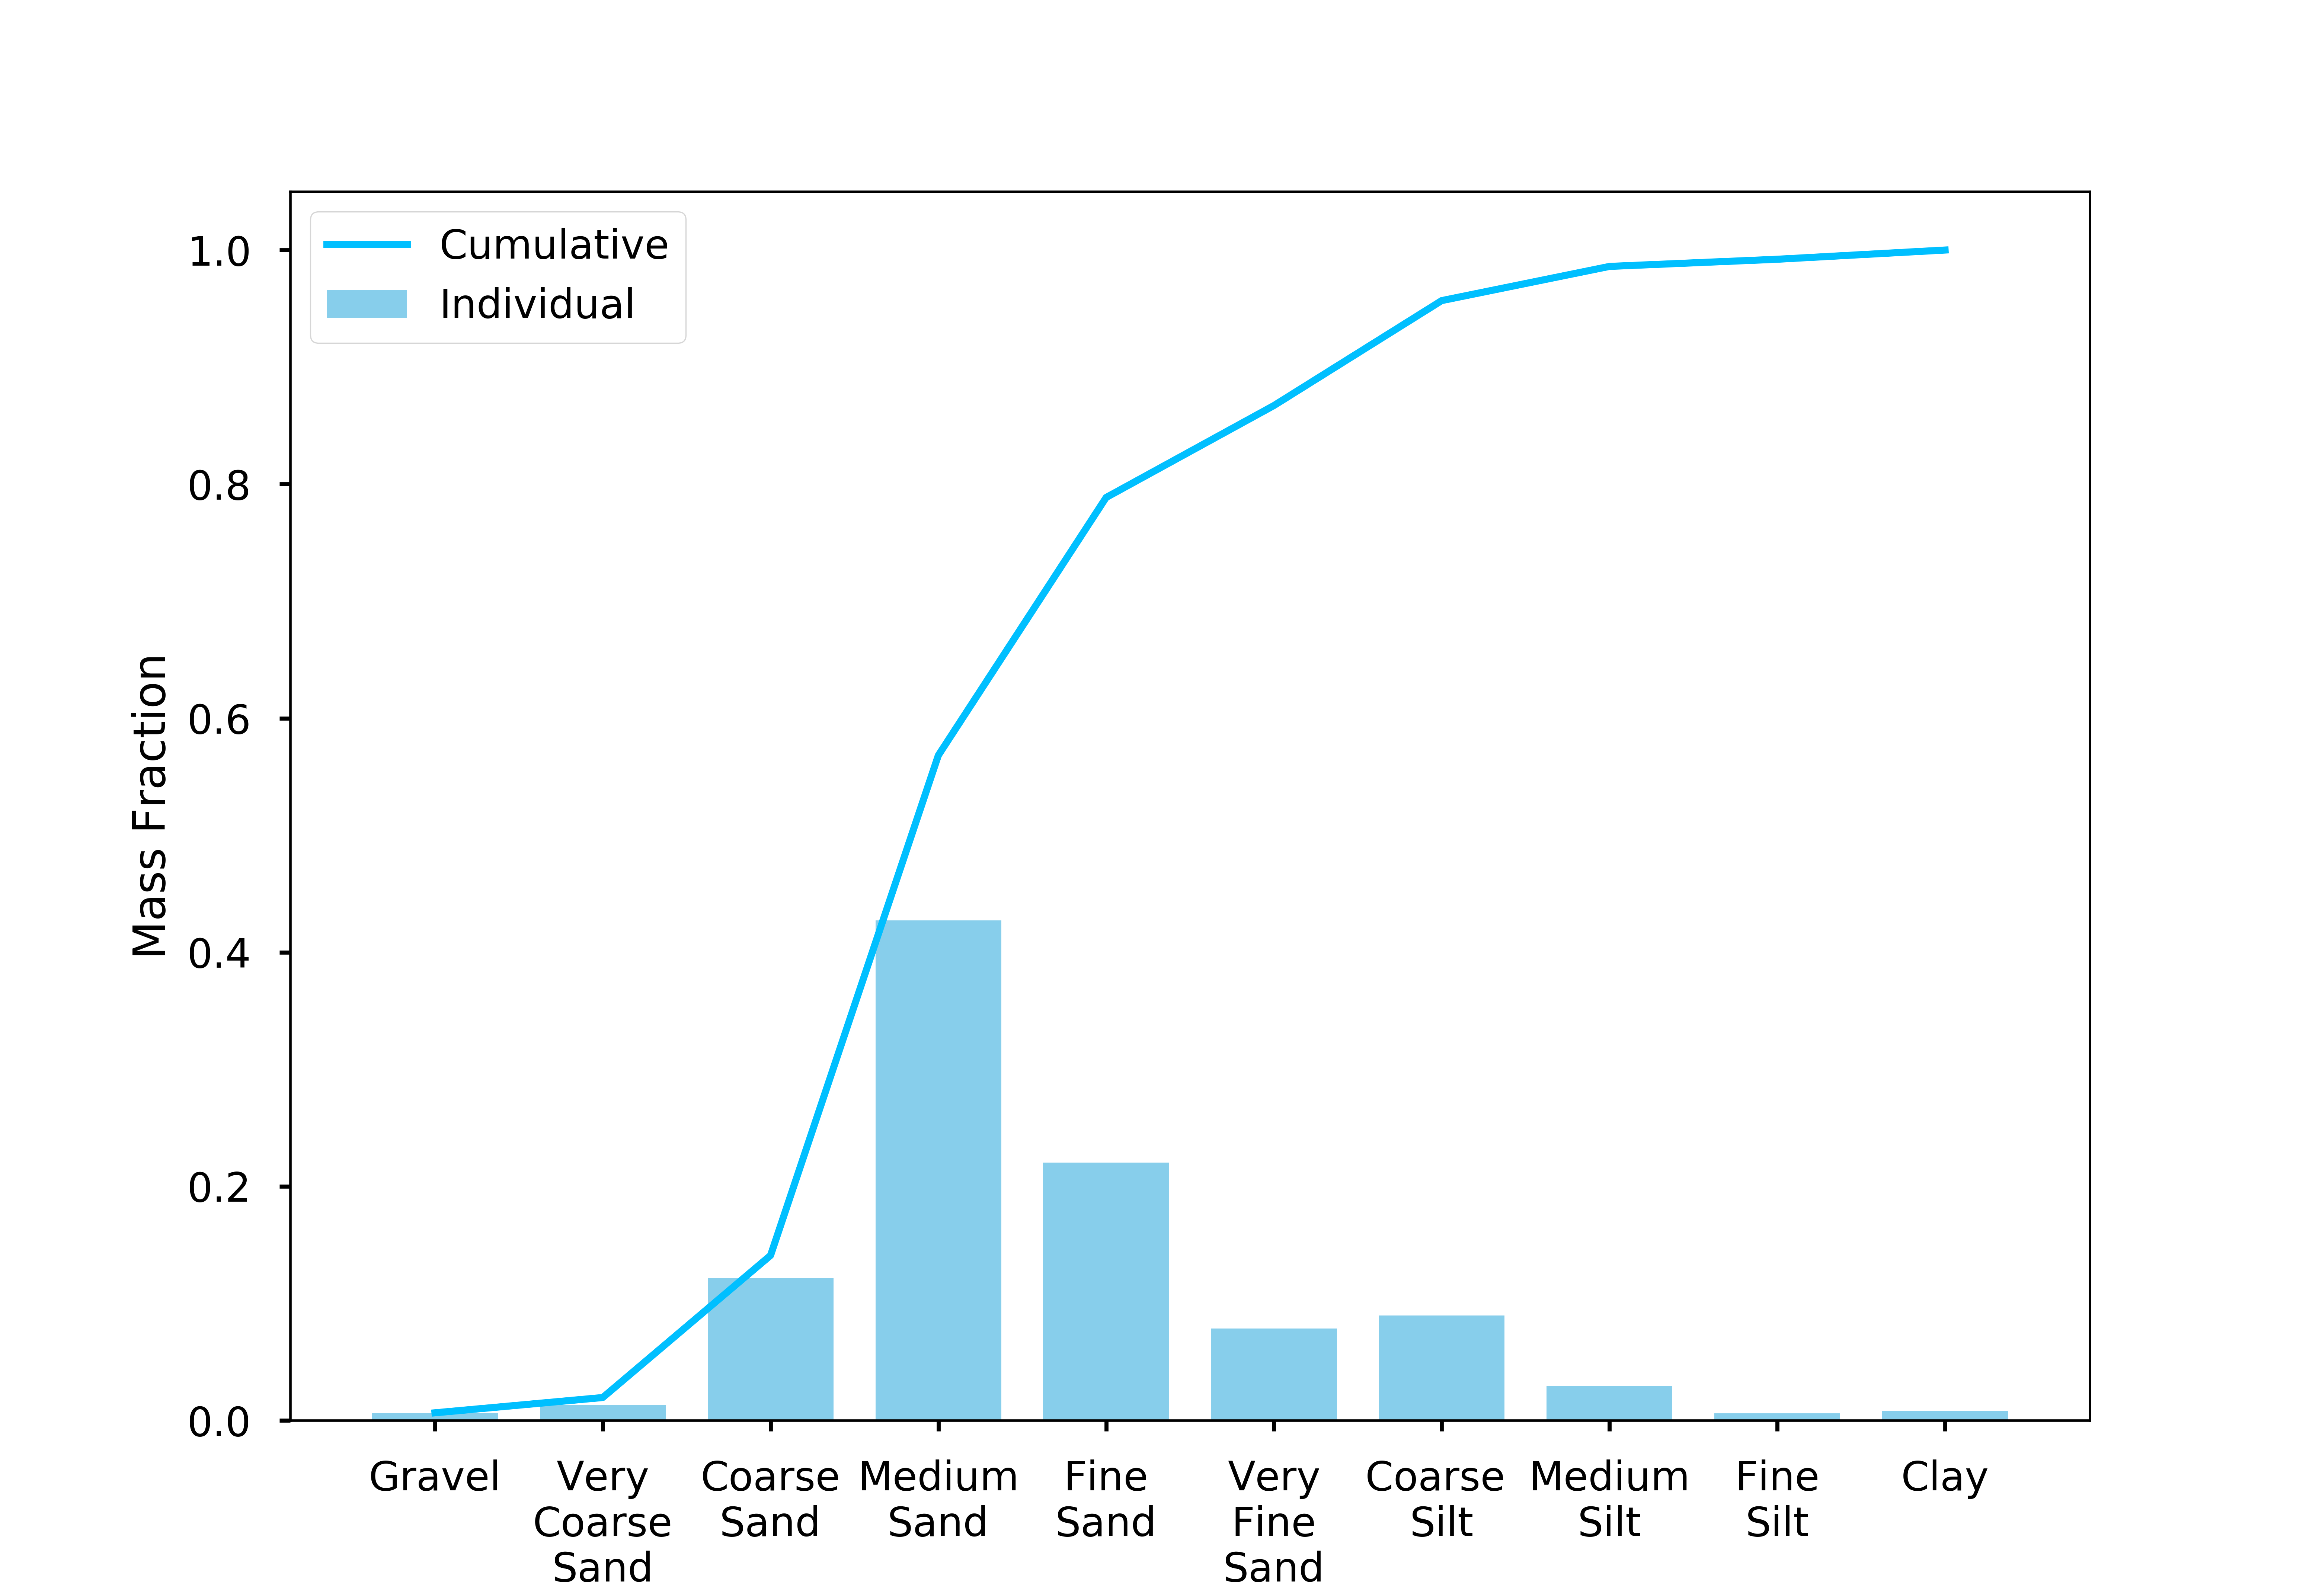 Cumulative
Individual
1.0
0.8
0.6
0.4
0.2
0.0
Mass Fraction
Gravel
Very
Coarse
Sand
Coarse
Sand
Medium
Sand
Fine
Sand
Very
Fine
Sand
Coarse
Silt
Medium
Silt
Fine
Silt
Clay